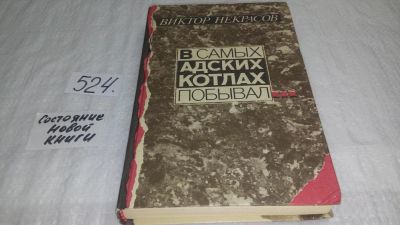 ВИКТОР НЕКРАСОВ
В САМЫХ
АДСКИХ
КОТЛАХ
ПОБЫВАЛ...
524.
Состояние
новой
книги